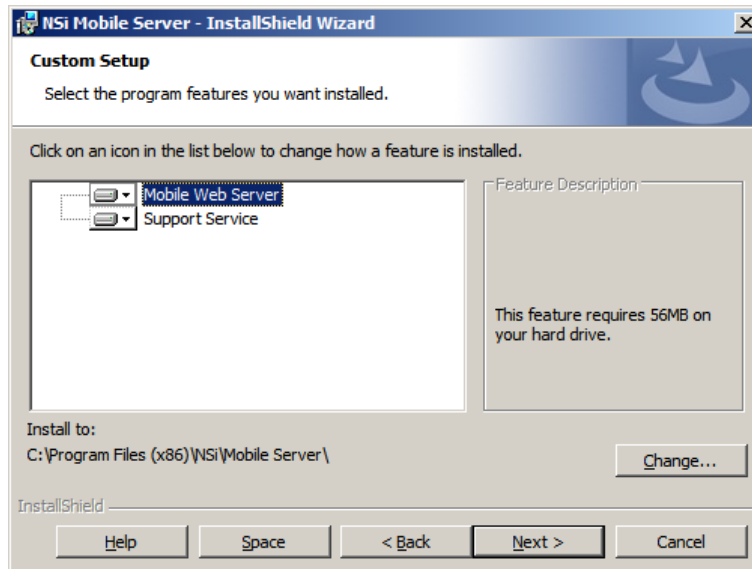 NSi Mobile Server - InstallShield Wizard
Custom Setup
Select the program features you want installed.
Click on an icon in the list below to change how a feature is installed.
Mobile Web Server
Support Service
Feature Description
This feature requires 56MB on
your hard drive.
Install to:
C:\Program Files (x86)\NSi\Mobile Server\
Change...
InstallShield
Help
Space
< Back
Next >
Cancel